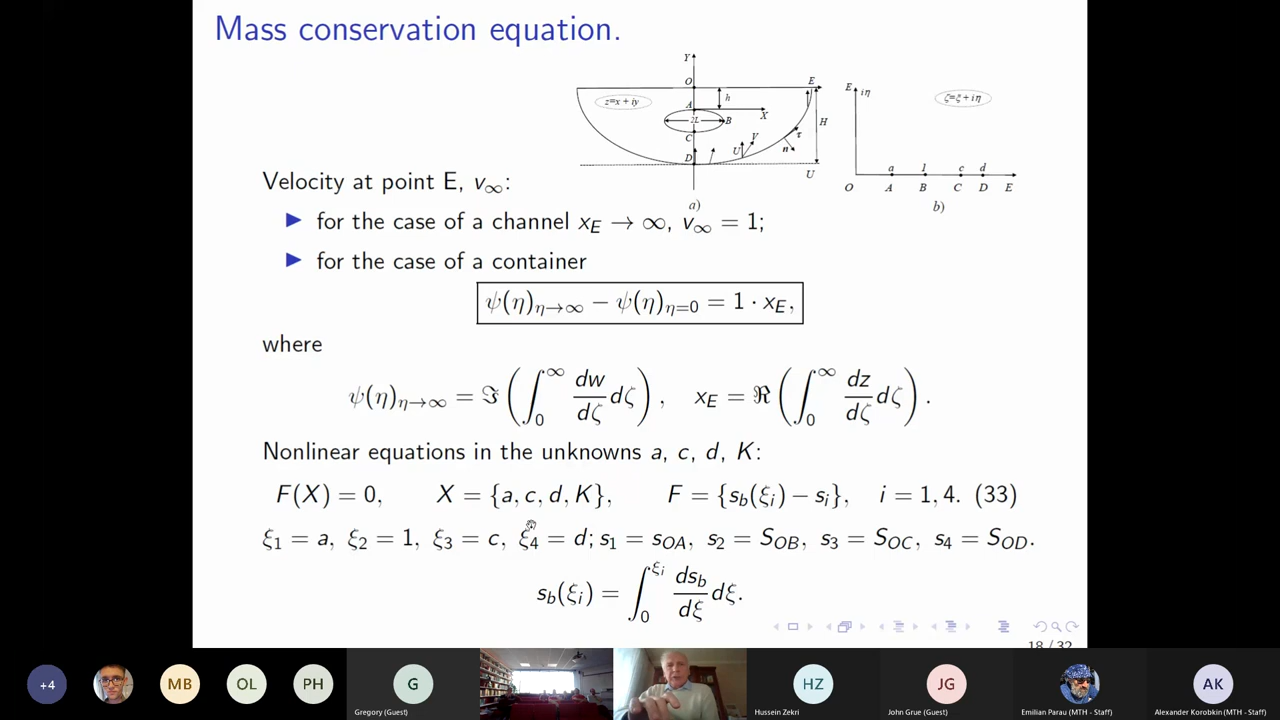 Mass conservation equation.
Y
O
E
z=x+iy
h
A
X
2L
B
H
C
V
τ
U
n
D
U
a)
E
iη
ζ=ξ+iη
a
1
c
d
O
A
B
C
D
E
b)
Velocity at point E, v∞:
▶ for the case of a channel x_E → ∞, v∞ = 1;
▶ for the case of a container
ψ(η)_{η→∞} − ψ(η)_{η=0} = 1 · x_E,
where
ψ(η)_{η→∞} = ℑ ( ∫_0^∞ dw/dζ dζ ), x_E = ℜ ( ∫_0^∞ dz/dζ dζ ).
Nonlinear equations in the unknowns a, c, d, K:
F(X) = 0, X = {a, c, d, K}, F = {s_b(ξ_i) − s_i}, i = 1, 4. (33)
ξ_1 = a, ξ_2 = 1, ξ_3 = c, ξ_4 = d; s_1 = s_OA, s_2 = S_OB, s_3 = S_OC, s_4 = S_OD.
s_b(ξ_i) = ∫_0^{ξ_i} ds_b/dξ dξ.
18 / 32
+4
MB
OL
PH
G
HZ
JG
AK
Gregory (Guest)
Hussein Zekri
John Grue (Guest)
Emilian Parau (MTH - Staff)
Alexander Korobkin (MTH - Staff)